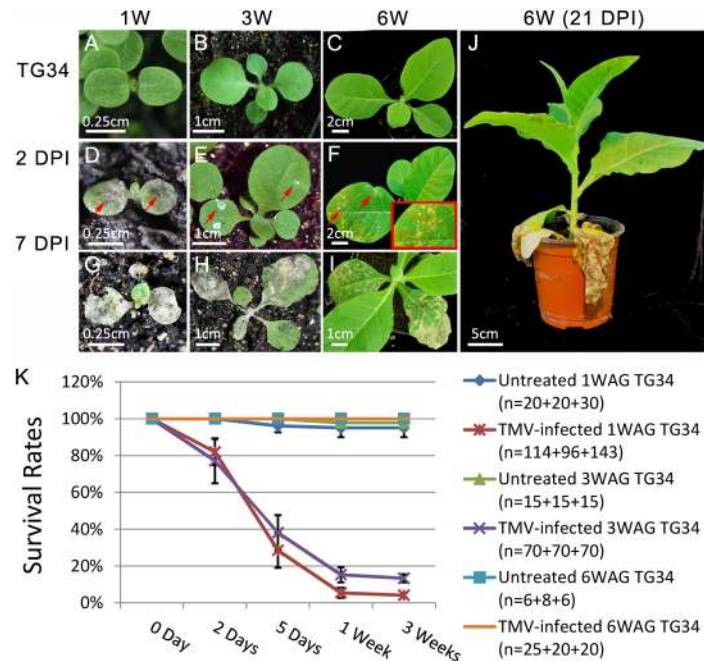 1W 3W 6W 6W (21 DPI)
TG34
A B C J
0.25cm 1cm 2cm
2 DPI
D E F
0.25cm 1cm 2cm
7 DPI
G H I
0.25cm 1cm 1cm 5cm
K
Survival Rates
120%
100%
80%
60%
40%
20%
0%
0 Day 2 Days 5 Days 1 Week 3 Weeks
Untreated 1WAG TG34
(n=20+20+30)
TMV-infected 1WAG TG34
(n=114+96+143)
Untreated 3WAG TG34
(n=15+15+15)
TMV-infected 3WAG TG34
(n=70+70+70)
Untreated 6WAG TG34
(n=6+8+6)
TMV-infected 6WAG TG34
(n=25+20+20)